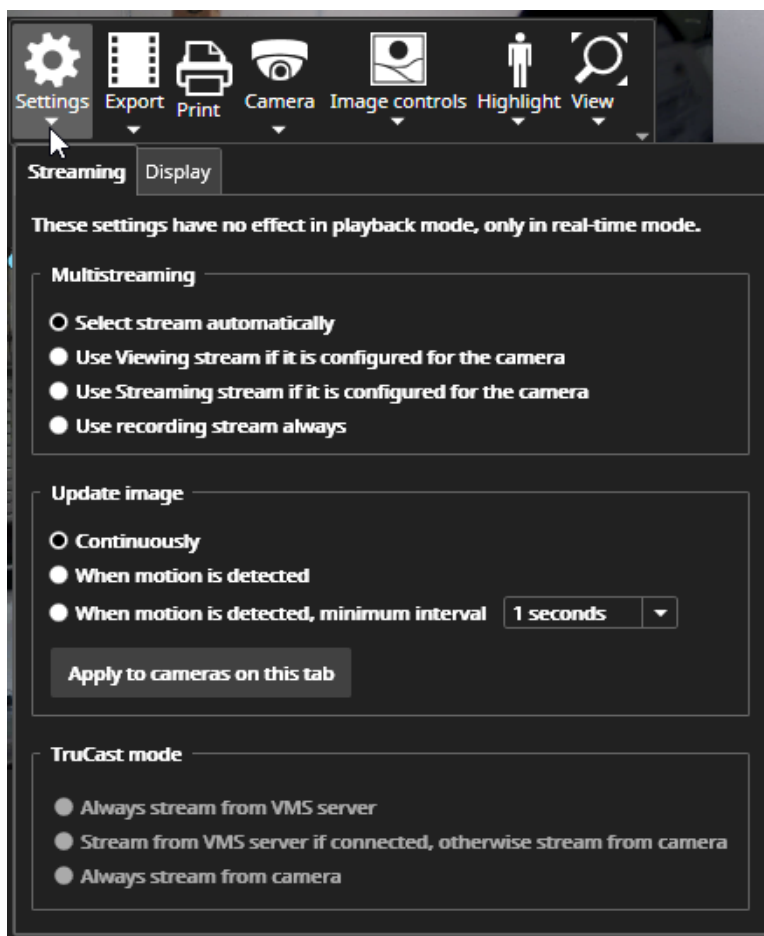 Settings Export Print Camera Image controls Highlight View
Streaming Display
These settings have no effect in playback mode, only in real-time mode.
Multistreaming
Select stream automatically
Use Viewing stream if it is configured for the camera
Use Streaming stream if it is configured for the camera
Use recording stream always
Update image
Continuously
When motion is detected
When motion is detected, minimum interval 1 seconds
Apply to cameras on this tab
TruCast mode
Always stream from VMS server
Stream from VMS server if connected, otherwise stream from camera
Always stream from camera